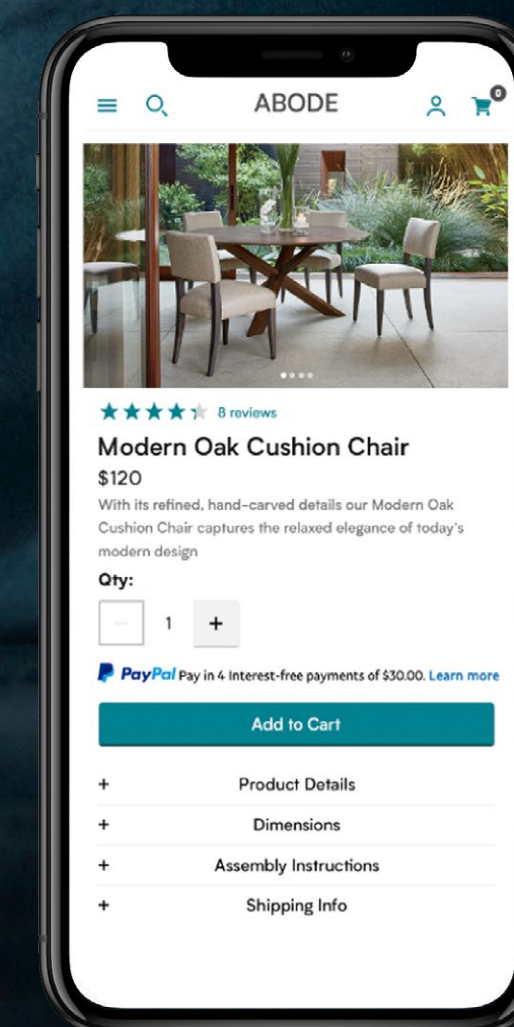 ABODE
0
8 reviews
Modern Oak Cushion Chair
$120
With its refined, hand-carved details our Modern Oak
Cushion Chair captures the relaxed elegance of today's
modern design
Qty:
1
PayPal Pay in 4 Interest-free payments of $30.00. Learn more
Add to Cart
Product Details
Dimensions
Assembly Instructions
Shipping Info